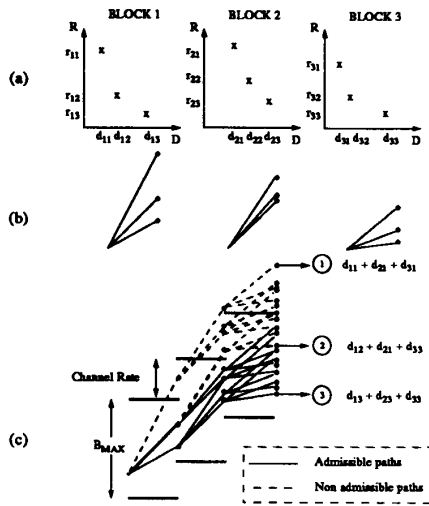 BLOCK 1
BLOCK 2
BLOCK 3
(a)
R
r11
r12
r13
d11 d12 d13 D
R
r21
r22
r23
d21 d22 d23 D
R
r31
r32
r33
d31 d32 d33 D
(b)
1 d11 + d21 + d31
2 d12 + d21 + d33
3 d13 + d23 + d33
Channel Rate
(c)
BMAX
Admissible paths
Non admissible paths